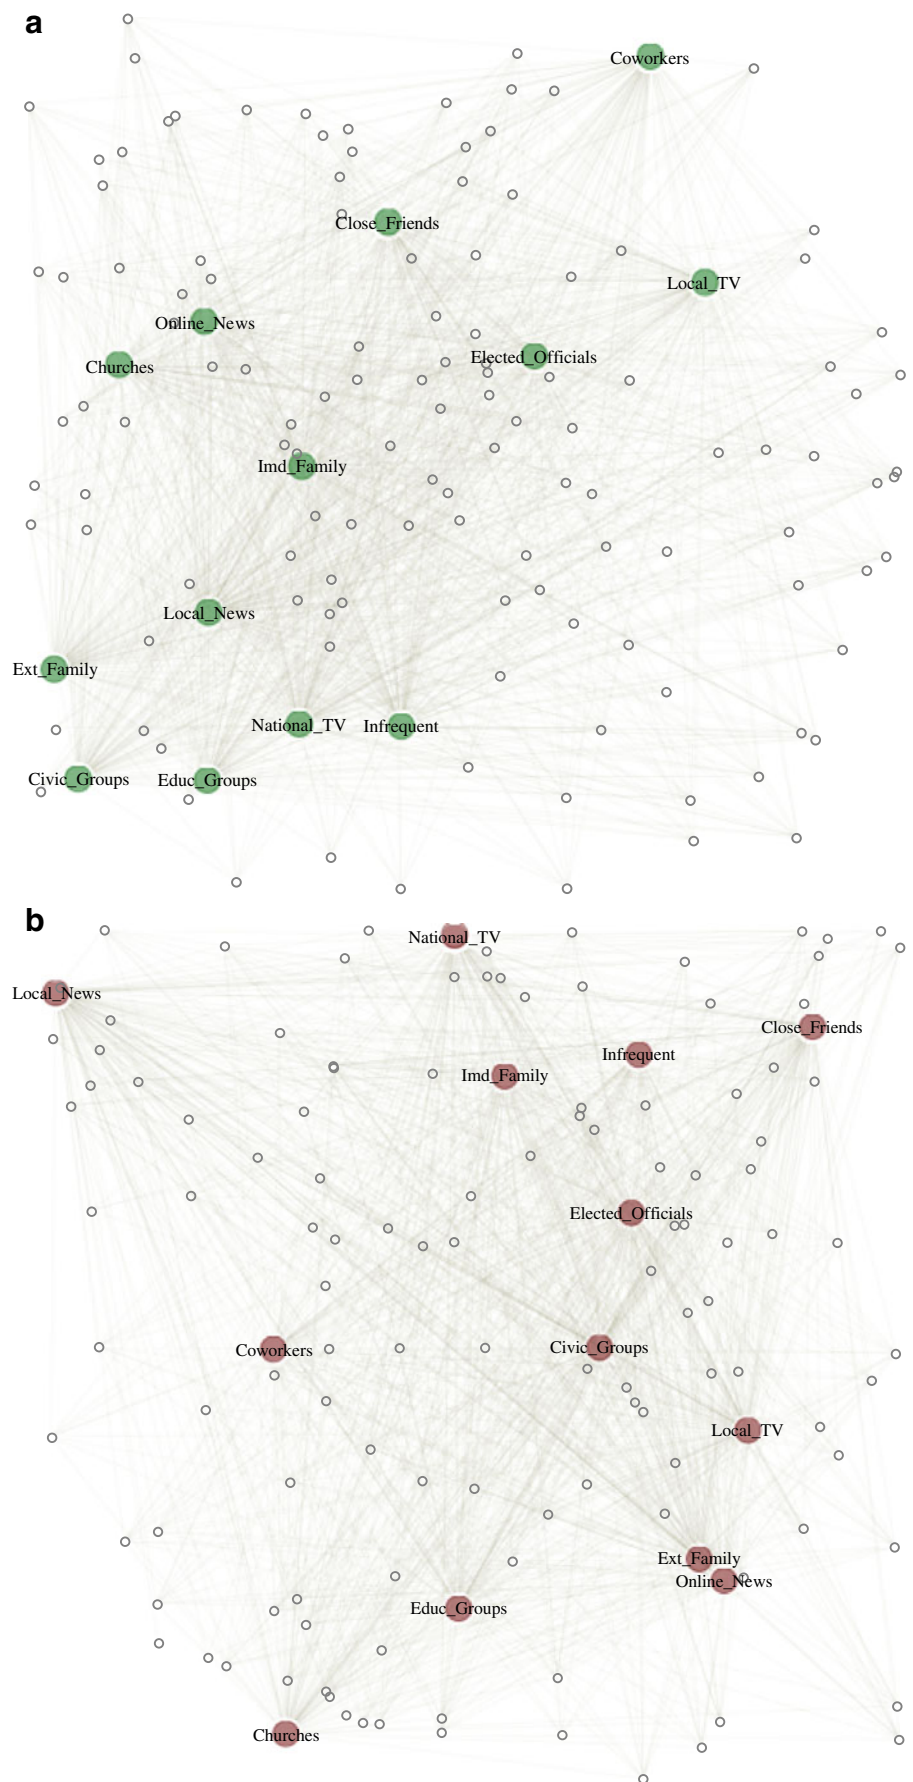 a
Coworkers
Close_Friends
Local_TV
Online_News
Elected_Officials
Churches
Imd_Family
Local_News
Ext_Family
National_TV
Infrequent
Civic_Groups
Educ_Groups
b
National_TV
Local_News
Close_Friends
Infrequent
Imd_Family
Elected_Officials
Coworkers
Civic_Groups
Local_TV
Ext_Family
Online_News
Educ_Groups
Churches